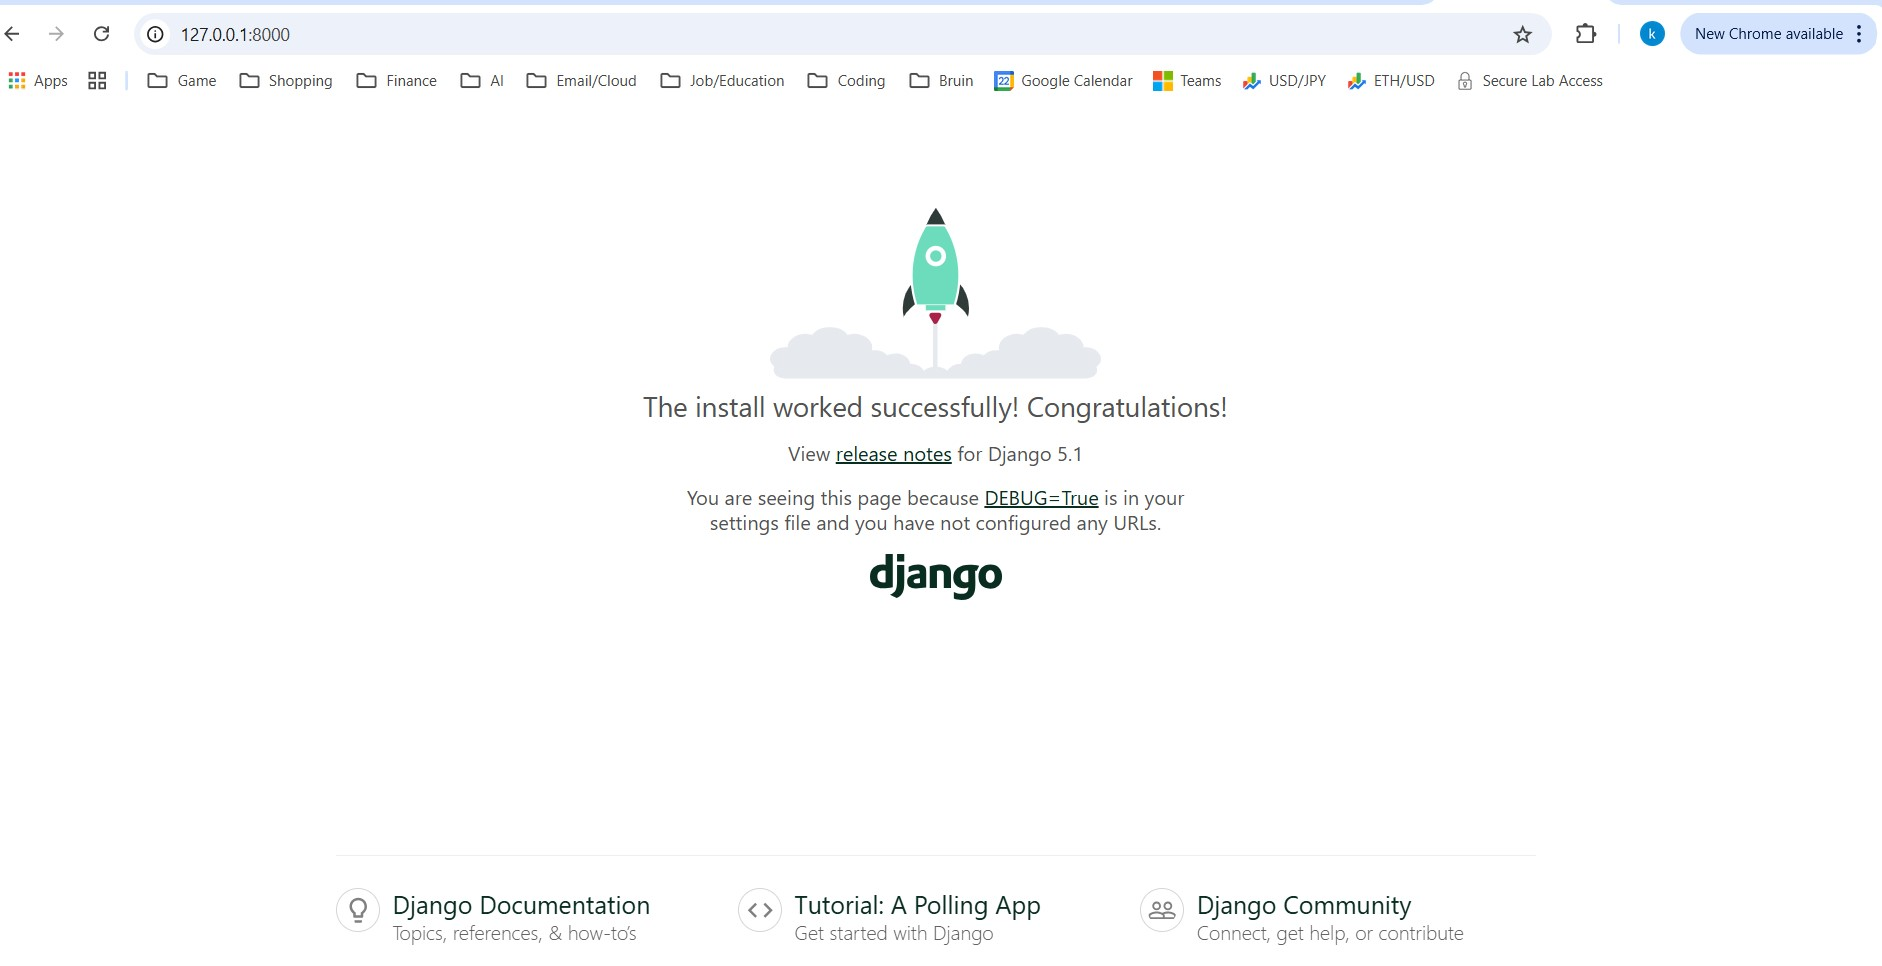 127.0.0.1:8000
k
New Chrome available
Apps
Game
Shopping
Finance
AI
Email/Cloud
Job/Education
Coding
Bruin
22
Google Calendar
Teams
USD/JPY
ETH/USD
Secure Lab Access
The install worked successfully! Congratulations!
View release notes for Django 5.1
You are seeing this page because DEBUG=True is in your
settings file and you have not configured any URLs.
django
Django Documentation
Topics, references, & how-to's
Tutorial: A Polling App
Get started with Django
Django Community
Connect, get help, or contribute